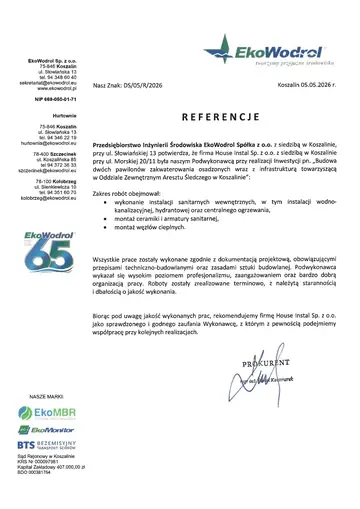 EkoWodrol
tworzymy przyjazne środowisko
EkoWodrol Sp. z o.o.
75-846 Koszalin
ul. Słowiańska 13
tel. 94 348 60 40
sekretariat@ekowodrol.eu
www.ekowodrol.pl
NIP 669-050-01-71
Hurtownie
75-846 Koszalin
ul. Słowiańska 13
tel. 94 346 22 19
hurtownia@ekowodrol.eu
78-400 Szczecinek
ul. Koszalińska 85
tel 94 372 36 33
szczecinek@ekowodrol.eu
78-100 Kołobrzeg
ul. Sienkiewicza 10
tel. 94 351 60 70
kolobrzeg@ekowodrol.eu
EkoWodrol
65
Nasz Znak: DS/05/R/2026
Koszalin 05.05.2026 r.
REFERENCJE
Przedsiębiorstwo Inżynierii Środowiska EkoWodrol Spółka z o.o. z siedzibą w Koszalinie,
przy ul. Słowiańskiej 13 potwierdza, że firma House Instal Sp. z o.o. z siedzibą w Koszalinie
przy ul. Morskiej 20/11 była naszym Podwykonawcą przy realizacji Inwestycji pn. „Budowa
dwóch pawilonów zakwaterowania osadzonych wraz z infrastrukturą towarzyszącą
w Oddziale Zewnętrznym Aresztu Śledczego w Koszalinie":
Zakres robót obejmował:
• wykonanie instalacji sanitarnych wewnętrznych, w tym instalacji wodno-
kanalizacyjnej, hydrantowej oraz centralnego ogrzewania,
• montaż ceramiki i armatury sanitarnej,
• montaż węzłów cieplnych.
Wszystkie prace zostały wykonane zgodnie z dokumentacją projektową, obowiązującymi
przepisami techniczno-budowlanymi oraz zasadami sztuki budowlanej. Podwykonawca
wykazał się wysokim poziomem profesjonalizmu, zaangażowaniem oraz bardzo dobrą
organizacją pracy. Roboty zostały zrealizowane terminowo, z należytą starannością
i dbałością o jakość wykonania.
Biorąc pod uwagę jakość wykonanych prac, rekomendujemy firmę House Instal Sp. z o.o.
jako sprawdzonego i godnego zaufania Wykonawcę, z którym z pewnością podejmiemy
współpracę przy kolejnych realizacjach.
PROKURENT
NASZE MARKI:
EkoMBR
EkoMonitor
BTS BEZEMISYJNY
TRANSPORT ŚCIEKÓW
Sąd Rejonowy w Koszalinie
KRS Nr 0000097981
Kapitał Zakładowy 407.000,00 zł
BDO 000361784